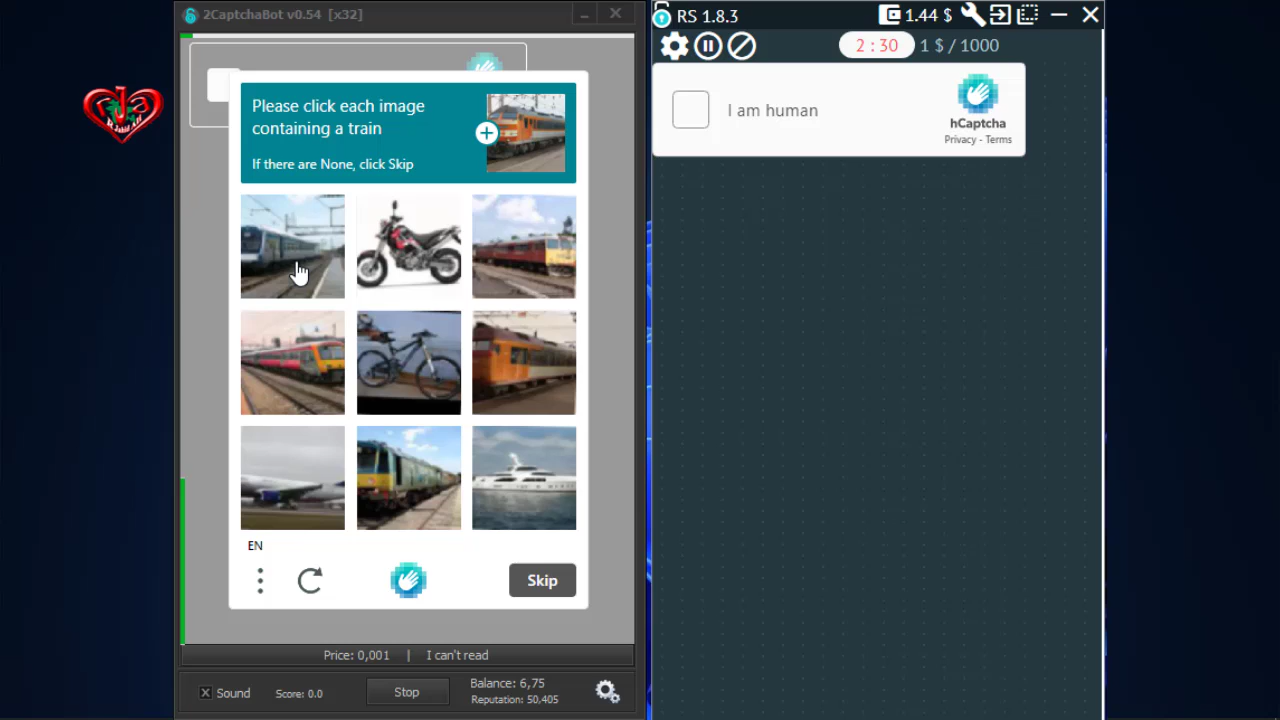 2CaptchaBot v0.54 [x32]
Please click each image
containing a train
If there are None, click Skip
EN
Skip
Price: 0,001 | I can't read
Sound
Score: 0.0
Stop
Balance: 6,75
Reputation: 50,405
RS 1.8.3
1.44 $
2 : 30
1 $ / 1000
I am human
hCaptcha
Privacy - Terms